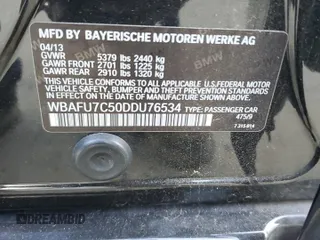 MFD BY BAYERISCHE MOTOREN WERKE AG
04/13
GVWR 5379 lbs 2440 kg
GAWR FRONT 2701 lbs 1225 kg
GAWR REAR 2910 lbs 1320 kg
THIS VEHICLE CONFORMS TO ALL APPLICABLE
FEDERAL MOTOR VEHICLE SAFETY, BUMPER
AND THEFT PREVENTION STANDARDS IN EFFECT
ON THE DATE OF MANUFACTURE SHOWN ABOVE.
WBAFU7C50DDU76534 TYPE: PASSENGER CAR
475/9
DREAMBID